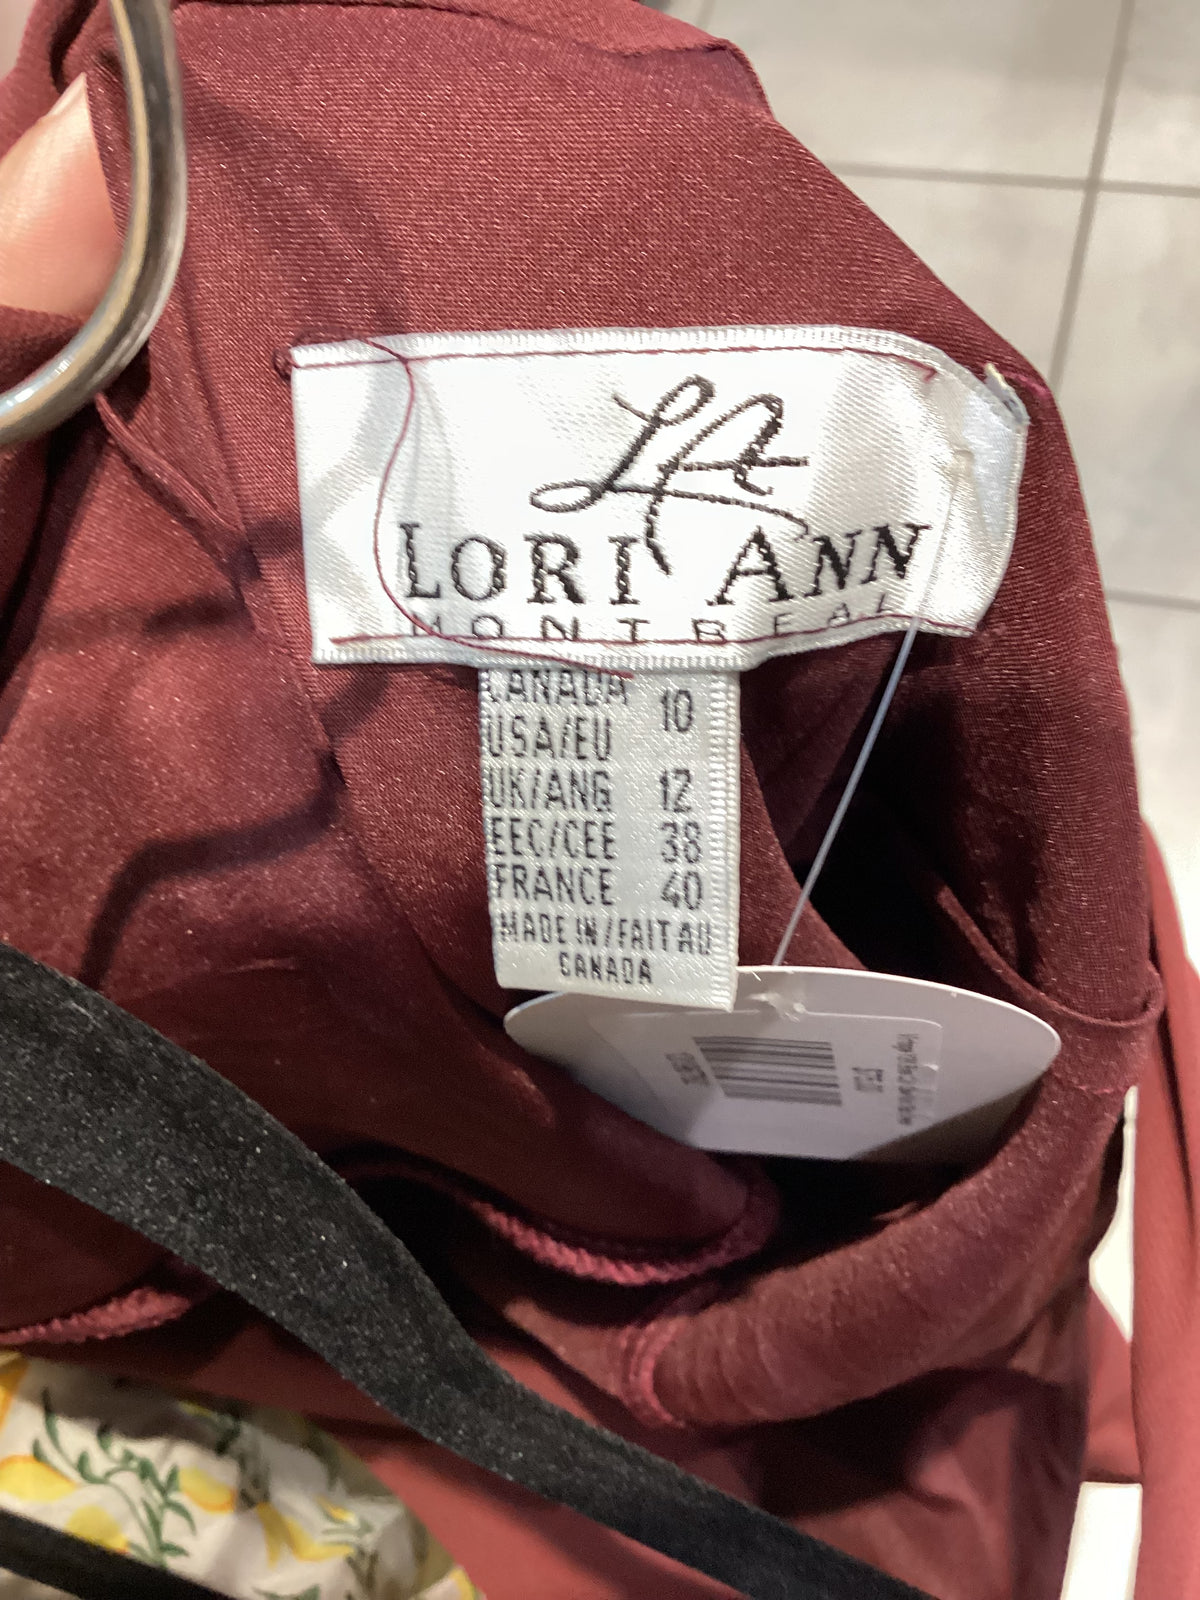 LA
LORI ANN
MONTREAL
CANADA 10
USA/EU
UK/ANG 12
EEC/CEE 38
FRANCE 40
MADE IN/FAIT AU
CANADA